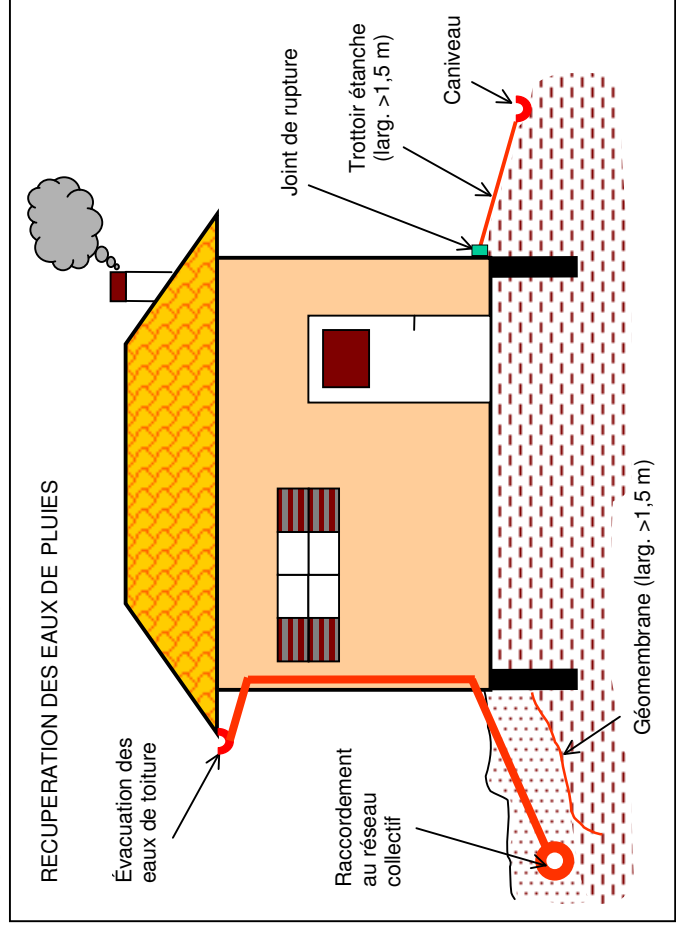 RECUPERATION DES EAUX DE PLUIES
Évacuation des
eaux de toiture
Joint de rupture
Trottoir étanche
(larg. >1,5 m)
Caniveau
Raccordement
au réseau
collectif
Géomembrane (larg. >1,5 m)